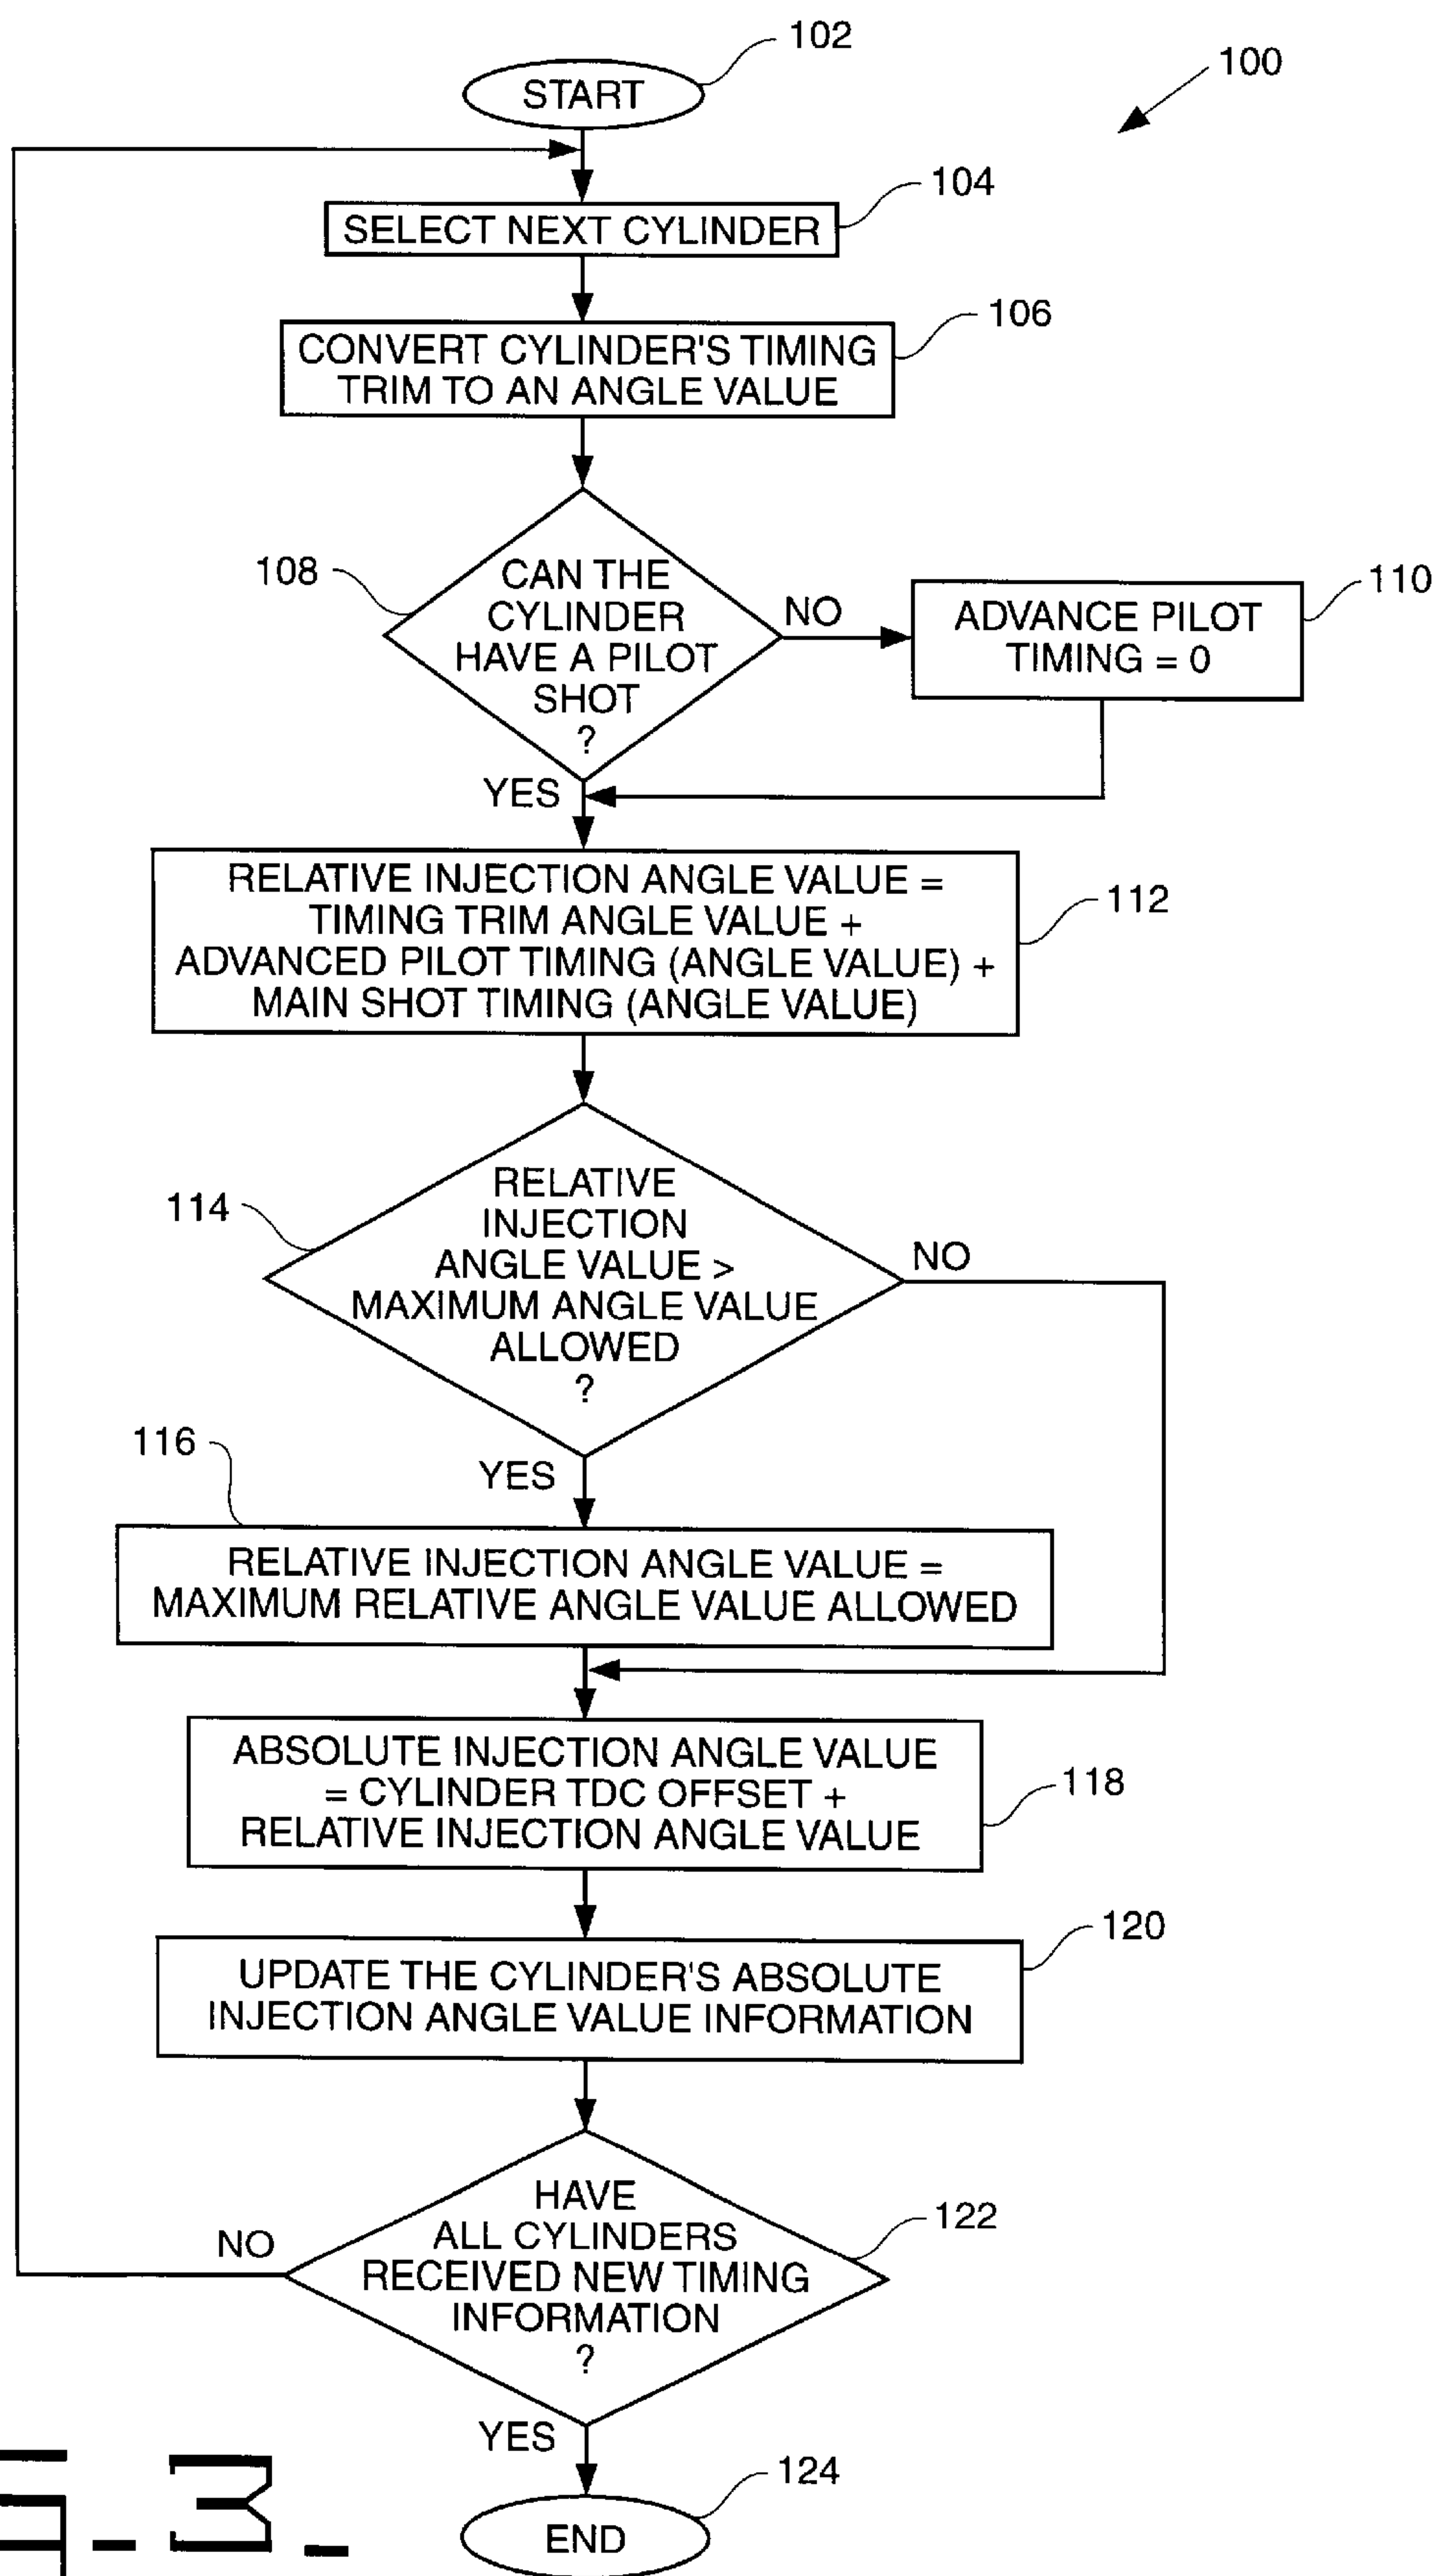 102
START
100
104
SELECT NEXT CYLINDER
106
CONVERT CYLINDER'S TIMING
TRIM TO AN ANGLE VALUE
108
CAN THE
CYLINDER
HAVE A PILOT
SHOT
?
NO
110
ADVANCE PILOT
TIMING = 0
YES
RELATIVE INJECTION ANGLE VALUE =
TIMING TRIM ANGLE VALUE +
ADVANCED PILOT TIMING (ANGLE VALUE) +
MAIN SHOT TIMING (ANGLE VALUE)
112
114
RELATIVE
INJECTION
ANGLE VALUE >
MAXIMUM ANGLE VALUE
ALLOWED
?
NO
YES
116
RELATIVE INJECTION ANGLE VALUE =
MAXIMUM RELATIVE ANGLE VALUE ALLOWED
ABSOLUTE INJECTION ANGLE VALUE
= CYLINDER TDC OFFSET +
RELATIVE INJECTION ANGLE VALUE
118
120
UPDATE THE CYLINDER'S ABSOLUTE
INJECTION ANGLE VALUE INFORMATION
122
HAVE
ALL CYLINDERS
RECEIVED NEW TIMING
INFORMATION
?
NO
YES
124
END
3